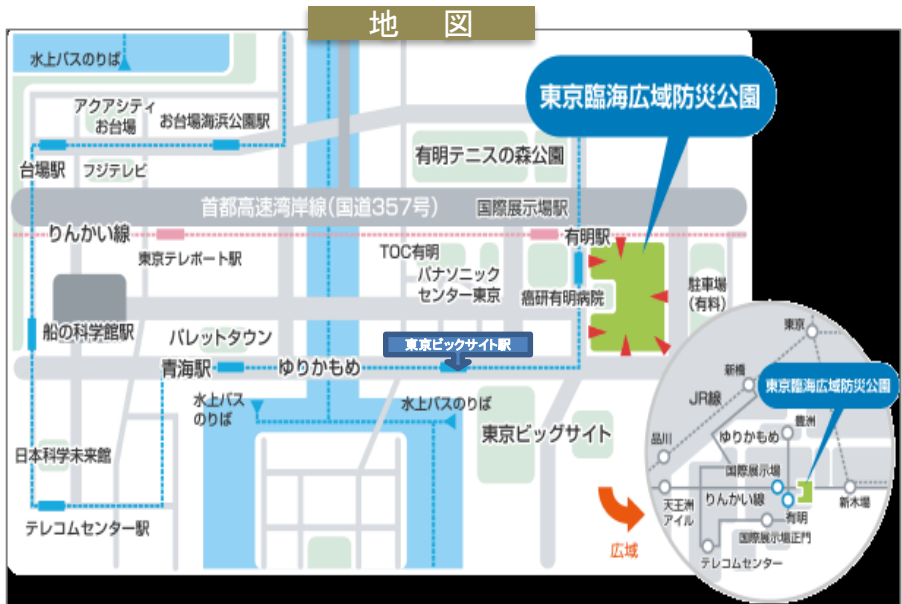 地　図
水上バスのりば
アクアシティ
お台場
お台場海浜公園駅
台場駅
フジテレビ
東京臨海広域防災公園
有明テニスの森公園
首都高速湾岸線(国道357号)
国際展示場駅
りんかい線
有明駅
東京テレポート駅
TOC有明
パナソニック
センター東京
癌研有明病院
駐車場
(有料)
船の科学館駅
パレットタウン
東京ビックサイト駅
青海駅
ゆりかもめ
水上バス
のりば
水上バスのりば
東京ビッグサイト
日本科学未来館
テレコムセンター駅
広域
東京
新橋
JR線
東京臨海広域防災公園
品川
ゆりかもめ
豊洲
国際展示場
りんかい線
天王洲
アイル
有明
新木場
国際展示場正門
テレコムセンター